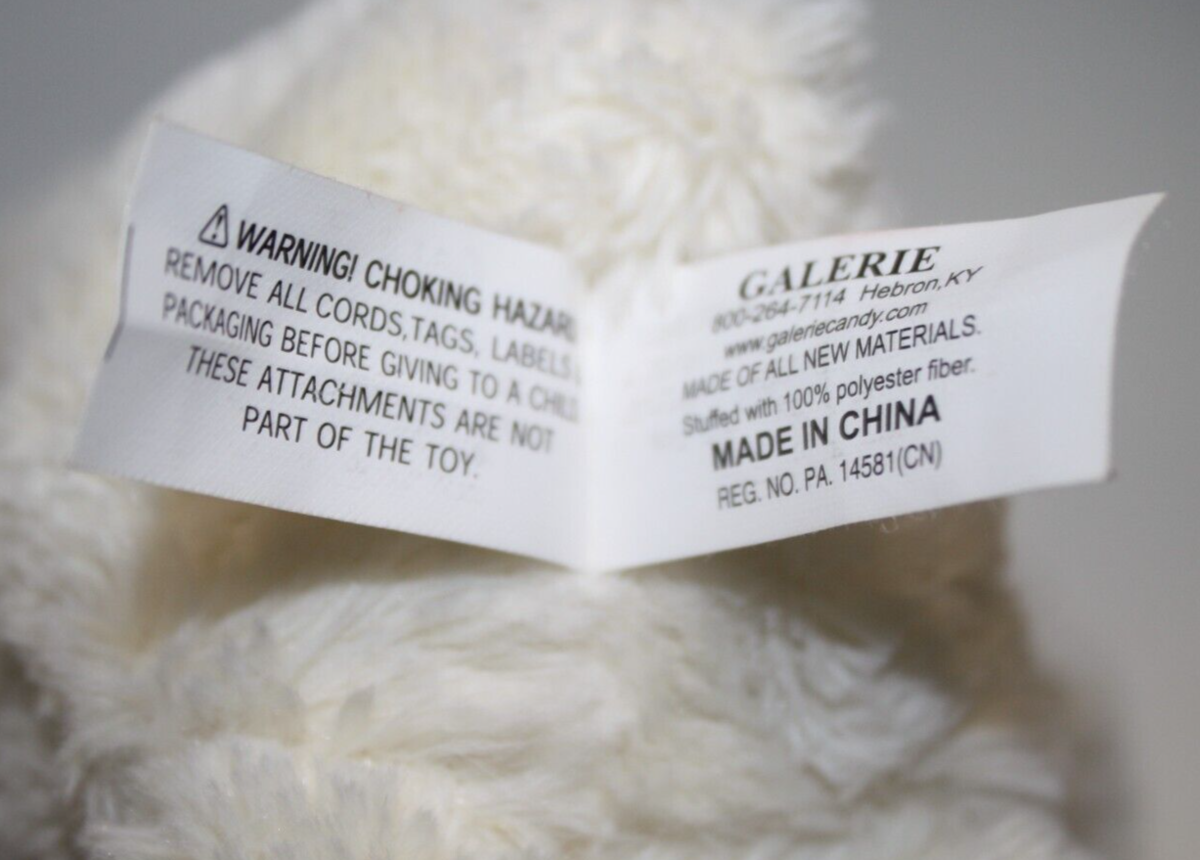 ⚠ WARNING! CHOKING HAZARD
REMOVE ALL CORDS,TAGS, LABELS
PACKAGING BEFORE GIVING TO A CHILD
THESE ATTACHMENTS ARE NOT
PART OF THE TOY.
GALERIE
800-264-7114 Hebron,KY
www.galeriecandy.com
MADE OF ALL NEW MATERIALS.
Stuffed with 100% polyester fiber.
MADE IN CHINA
REG. NO. PA. 14581(CN)